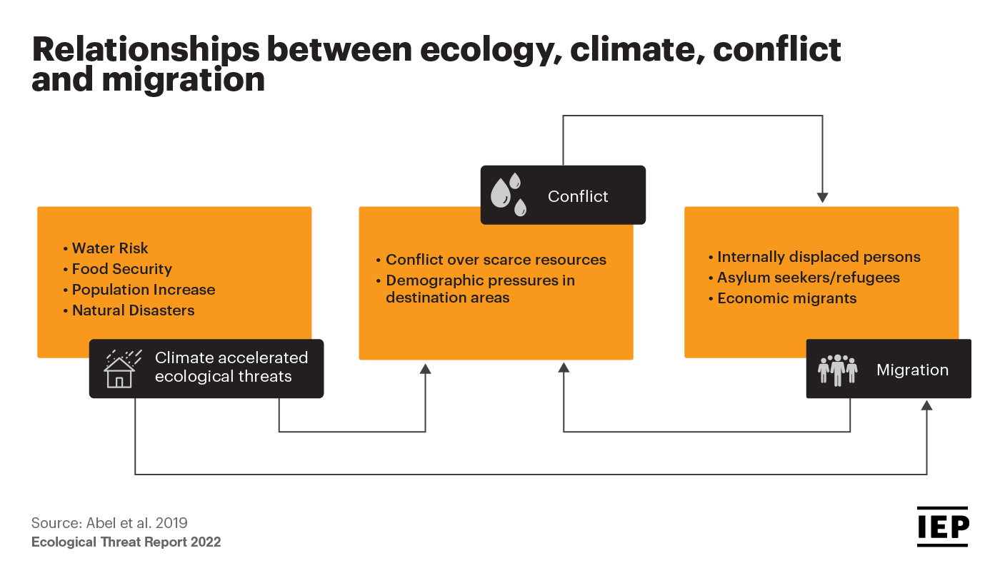 Relationships between ecology, climate, conflict
and migration
Conflict
• Water Risk
• Food Security
• Population Increase
• Natural Disasters
Climate accelerated
ecological threats
• Conflict over scarce resources
• Demographic pressures in
destination areas
• Internally displaced persons
• Asylum seekers/refugees
• Economic migrants
Migration
Source: Abel et al. 2019
Ecological Threat Report 2022
IEP